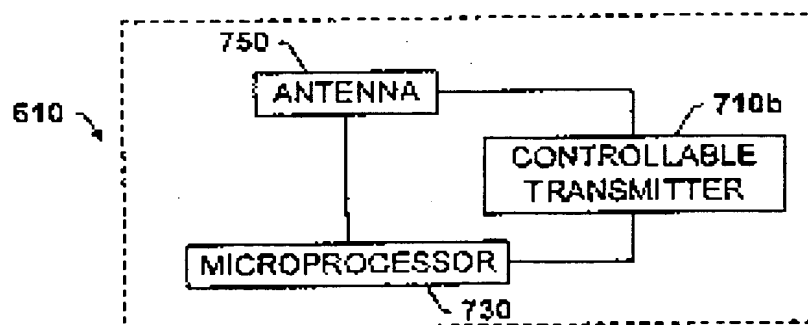 750
ANTENNA
610
710b
CONTROLLABLE
TRANSMITTER
MICROPROCESSOR
730